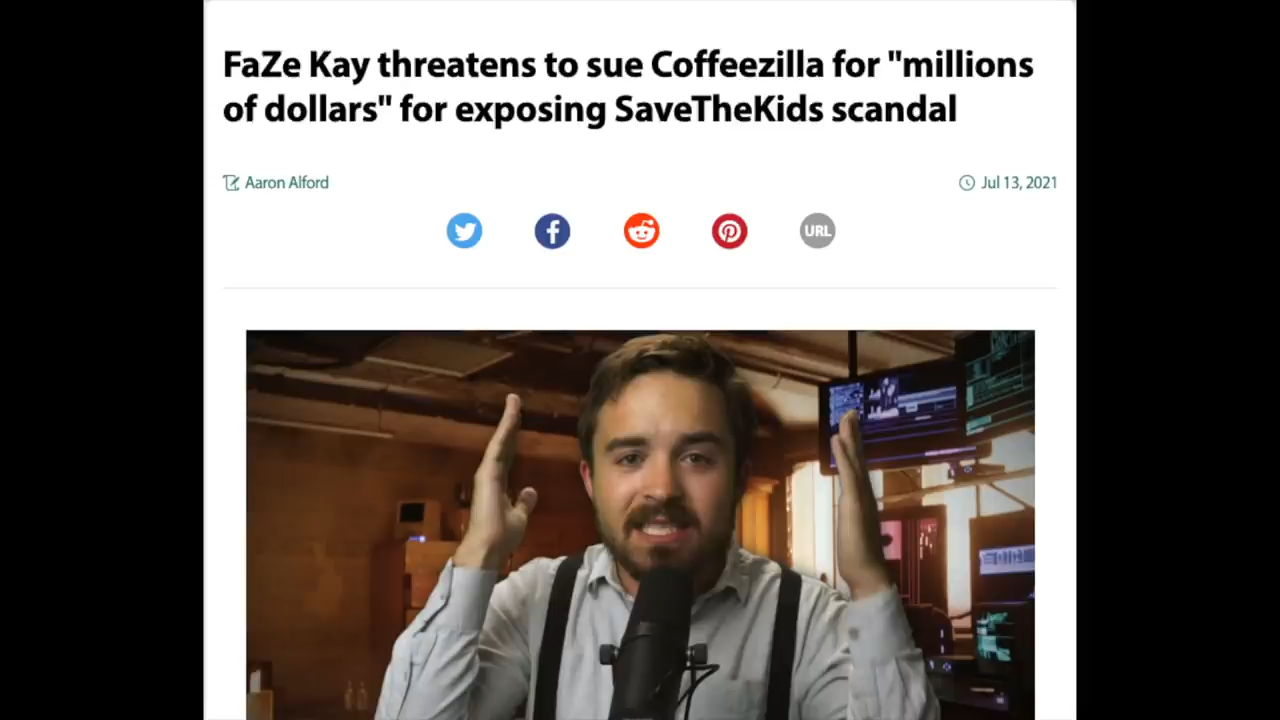 FaZe Kay threatens to sue Coffeezilla for "millions
of dollars" for exposing SaveTheKids scandal
Aaron Alford
Jul 13, 2021
URL